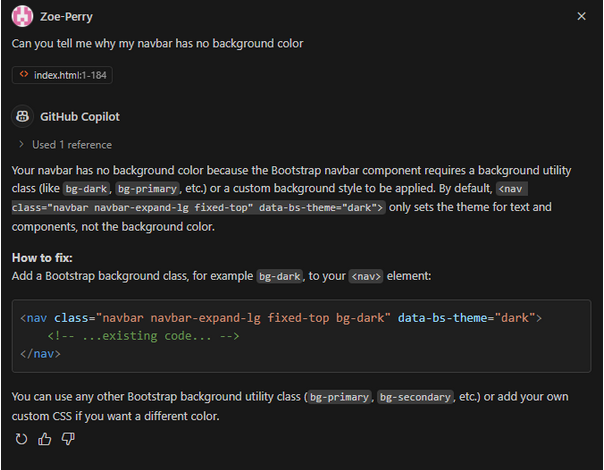 Zoe-Perry
Can you tell me why my navbar has no background color
index.html:1-184
GitHub Copilot
Used 1 reference
Your navbar has no background color because the Bootstrap navbar component requires a background utility
class (like bg-dark, bg-primary, etc.) or a custom background style to be applied. By default, <nav
class="navbar navbar-expand-lg fixed-top" data-bs-theme="dark"> only sets the theme for text and
components, not the background color.
How to fix:
Add a Bootstrap background class, for example bg-dark, to your <nav> element:
<nav class="navbar navbar-expand-lg fixed-top bg-dark" data-bs-theme="dark">
<!-- ...existing code... -->
</nav>
You can use any other Bootstrap background utility class (bg-primary, bg-secondary, etc.) or add your own
custom CSS if you want a different color.